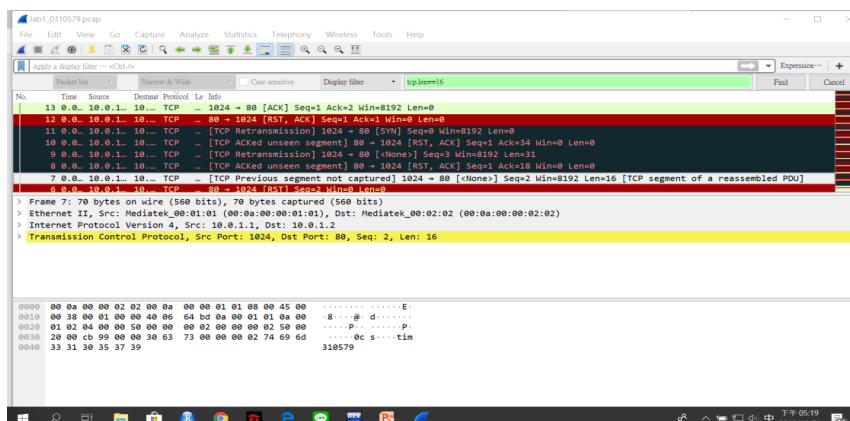 lab1_0310579.pcap
File Edit View Go Capture Analyze Statistics Telephony Wireless Tools Help
Apply a display filter ... <Ctrl-/> Expression… +
Packet list Narrow & Wide Case sensitive Display filter tcp.len==16 Find Cancel
No. Time Source Destinat Protocol Le Info
13 0.0… 10.0.1… 10.… TCP … 1024 → 80 [ACK] Seq=1 Ack=2 Win=8192 Len=0
12 0.0… 10.0.1… 10.… TCP … 80 → 1024 [RST, ACK] Seq=1 Ack=1 Win=0 Len=0
11 0.0… 10.0.1… 10.… TCP … [TCP Retransmission] 1024 → 80 [SYN] Seq=0 Win=8192 Len=0
10 0.0… 10.0.1… 10.… TCP … [TCP ACKed unseen segment] 80 → 1024 [RST, ACK] Seq=1 Ack=34 Win=0 Len=0
9 0.0… 10.0.1… 10.… TCP … [TCP Retransmission] 1024 → 80 [<None>] Seq=3 Win=8192 Len=31
8 0.0… 10.0.1… 10.… TCP … [TCP ACKed unseen segment] 80 → 1024 [RST, ACK] Seq=1 Ack=18 Win=0 Len=0
7 0.0… 10.0.1… 10.… TCP … [TCP Previous segment not captured] 1024 → 80 [<None>] Seq=2 Win=8192 Len=16 [TCP segment of a reassembled PDU]
6 0.0… 10.0.1… 10.… TCP … 80 → 1024 [RST] Seq=2 Win=0 Len=0
> Frame 7: 70 bytes on wire (560 bits), 70 bytes captured (560 bits)
> Ethernet II, Src: Mediatek_00:01:01 (00:0a:00:00:01:01), Dst: Mediatek_00:02:02 (00:0a:00:00:02:02)
> Internet Protocol Version 4, Src: 10.0.1.1, Dst: 10.0.1.2
> Transmission Control Protocol, Src Port: 1024, Dst Port: 80, Seq: 2, Len: 16
0000 00 0a 00 00 02 02 00 0a 00 00 01 01 08 00 45 00 ········ ······E·
0010 00 38 00 01 00 00 40 06 64 bd 0a 00 01 01 0a 00 ·8····@· d·······
0020 01 02 04 00 00 50 00 00 00 02 00 00 00 02 50 00 ·····P·· ······P·
0030 20 00 cb 99 00 00 30 63 73 00 00 00 02 74 69 6d ······0c s····tim
0040 33 31 30 35 37 39 310579
中 下午 05:19